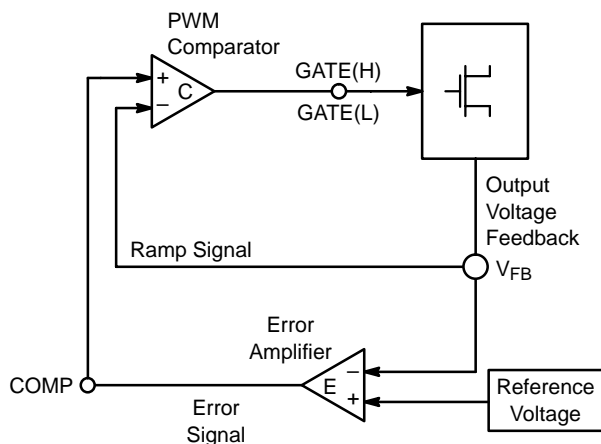 PWM
Comparator
+
−
C
GATE(H)
GATE(L)
Output
Voltage
Feedback
VFB
Ramp Signal
Error
Amplifier
−
+
E
COMP
Error
Signal
Reference
Voltage